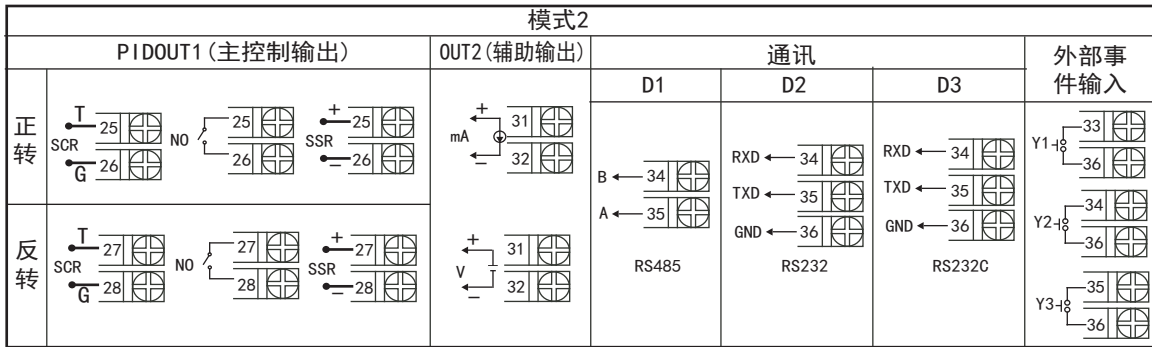 模式2
PIDOUT1(主控制输出)
OUT2(辅助输出)
通讯
外部事
件输入
D1
D2
D3
正
转
SCR
T
25
G
26
NO
25
26
SSR
+
25
−
26
mA
+
31
−
32
B
34
A
35
RS485
RXD
34
TXD
35
GND
36
RS232
RXD
34
TXD
35
GND
36
RS232C
Y1
33
36
Y2
34
36
Y3
35
36
反
转
SCR
T
27
G
28
NO
27
28
SSR
+
27
−
28
V
+
31
−
32